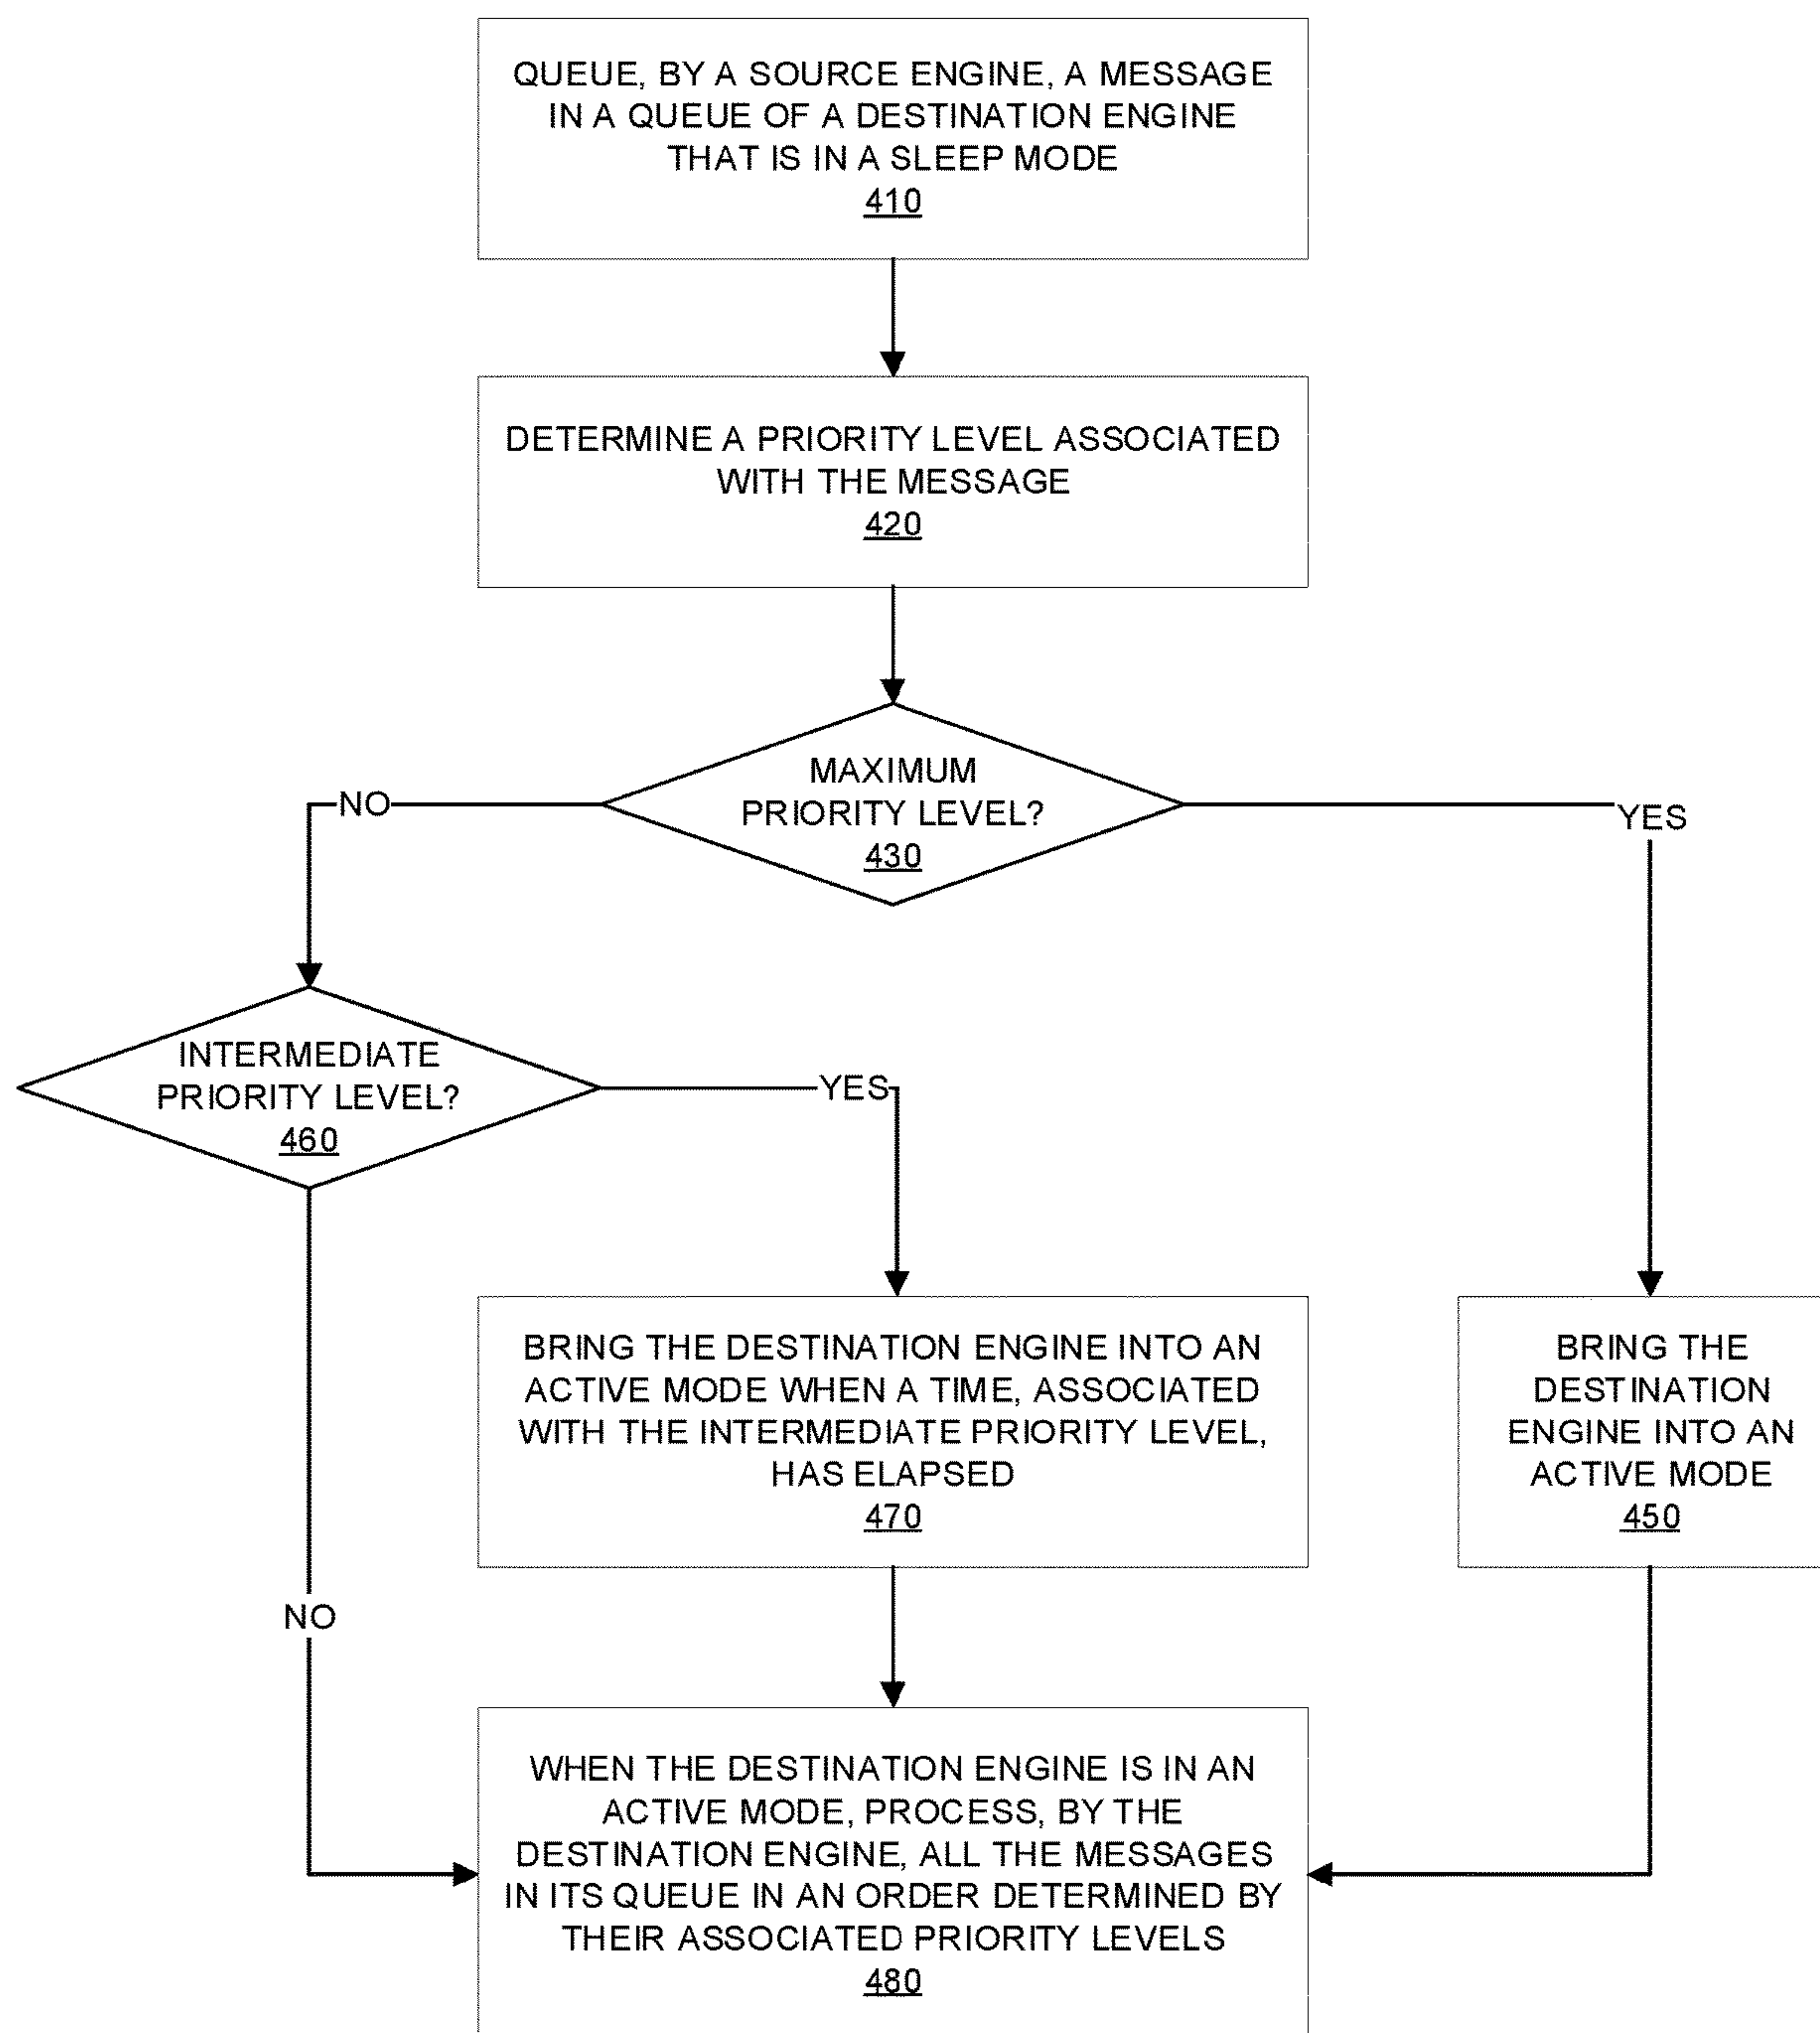 QUEUE, BY A SOURCE ENGINE, A MESSAGE
IN A QUEUE OF A DESTINATION ENGINE
THAT IS IN A SLEEP MODE
410
DETERMINE A PRIORITY LEVEL ASSOCIATED
WITH THE MESSAGE
420
MAXIMUM
PRIORITY LEVEL?
430
NO
YES
INTERMEDIATE
PRIORITY LEVEL?
460
YES
BRING THE DESTINATION ENGINE INTO AN
ACTIVE MODE WHEN A TIME, ASSOCIATED
WITH THE INTERMEDIATE PRIORITY LEVEL,
HAS ELAPSED
470
BRING THE
DESTINATION
ENGINE INTO AN
ACTIVE MODE
450
NO
WHEN THE DESTINATION ENGINE IS IN AN
ACTIVE MODE, PROCESS, BY THE
DESTINATION ENGINE, ALL THE MESSAGES
IN ITS QUEUE IN AN ORDER DETERMINED BY
THEIR ASSOCIATED PRIORITY LEVELS
480